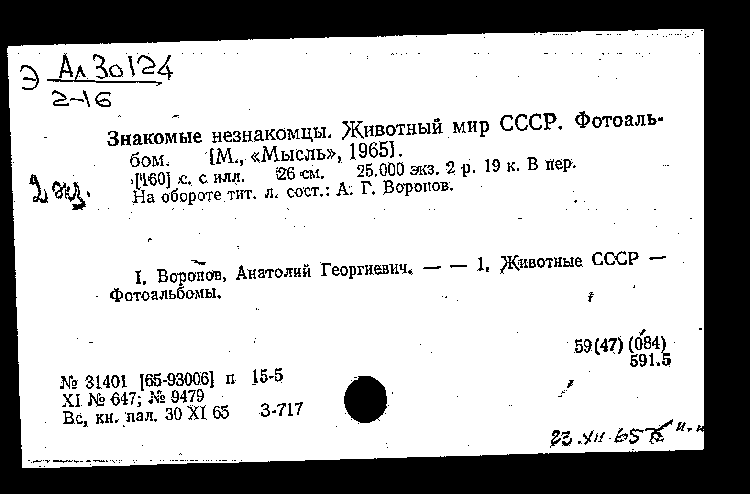 Э Ал 30124
2-16
Знакомые незнакомцы. Животный мир СССР. Фотоаль-
бом. [М., «Мысль», 1965].
[160] с. с илл. 26 см. 25.000 экз. 2 р. 19 к. В пер.
2 экз.
На обороте тит. л. сост.: А. Г. Воронов.
I. Воронов, Анатолий Георгиевич. — — 1. Животные СССР —
Фотоальбомы.
59(47) (084)
591.5
№ 31401 [65-93006] п 15-5
XI № 647; № 9479
Вс. кн. пал. 30 XI 65 З-717
23.XII.65